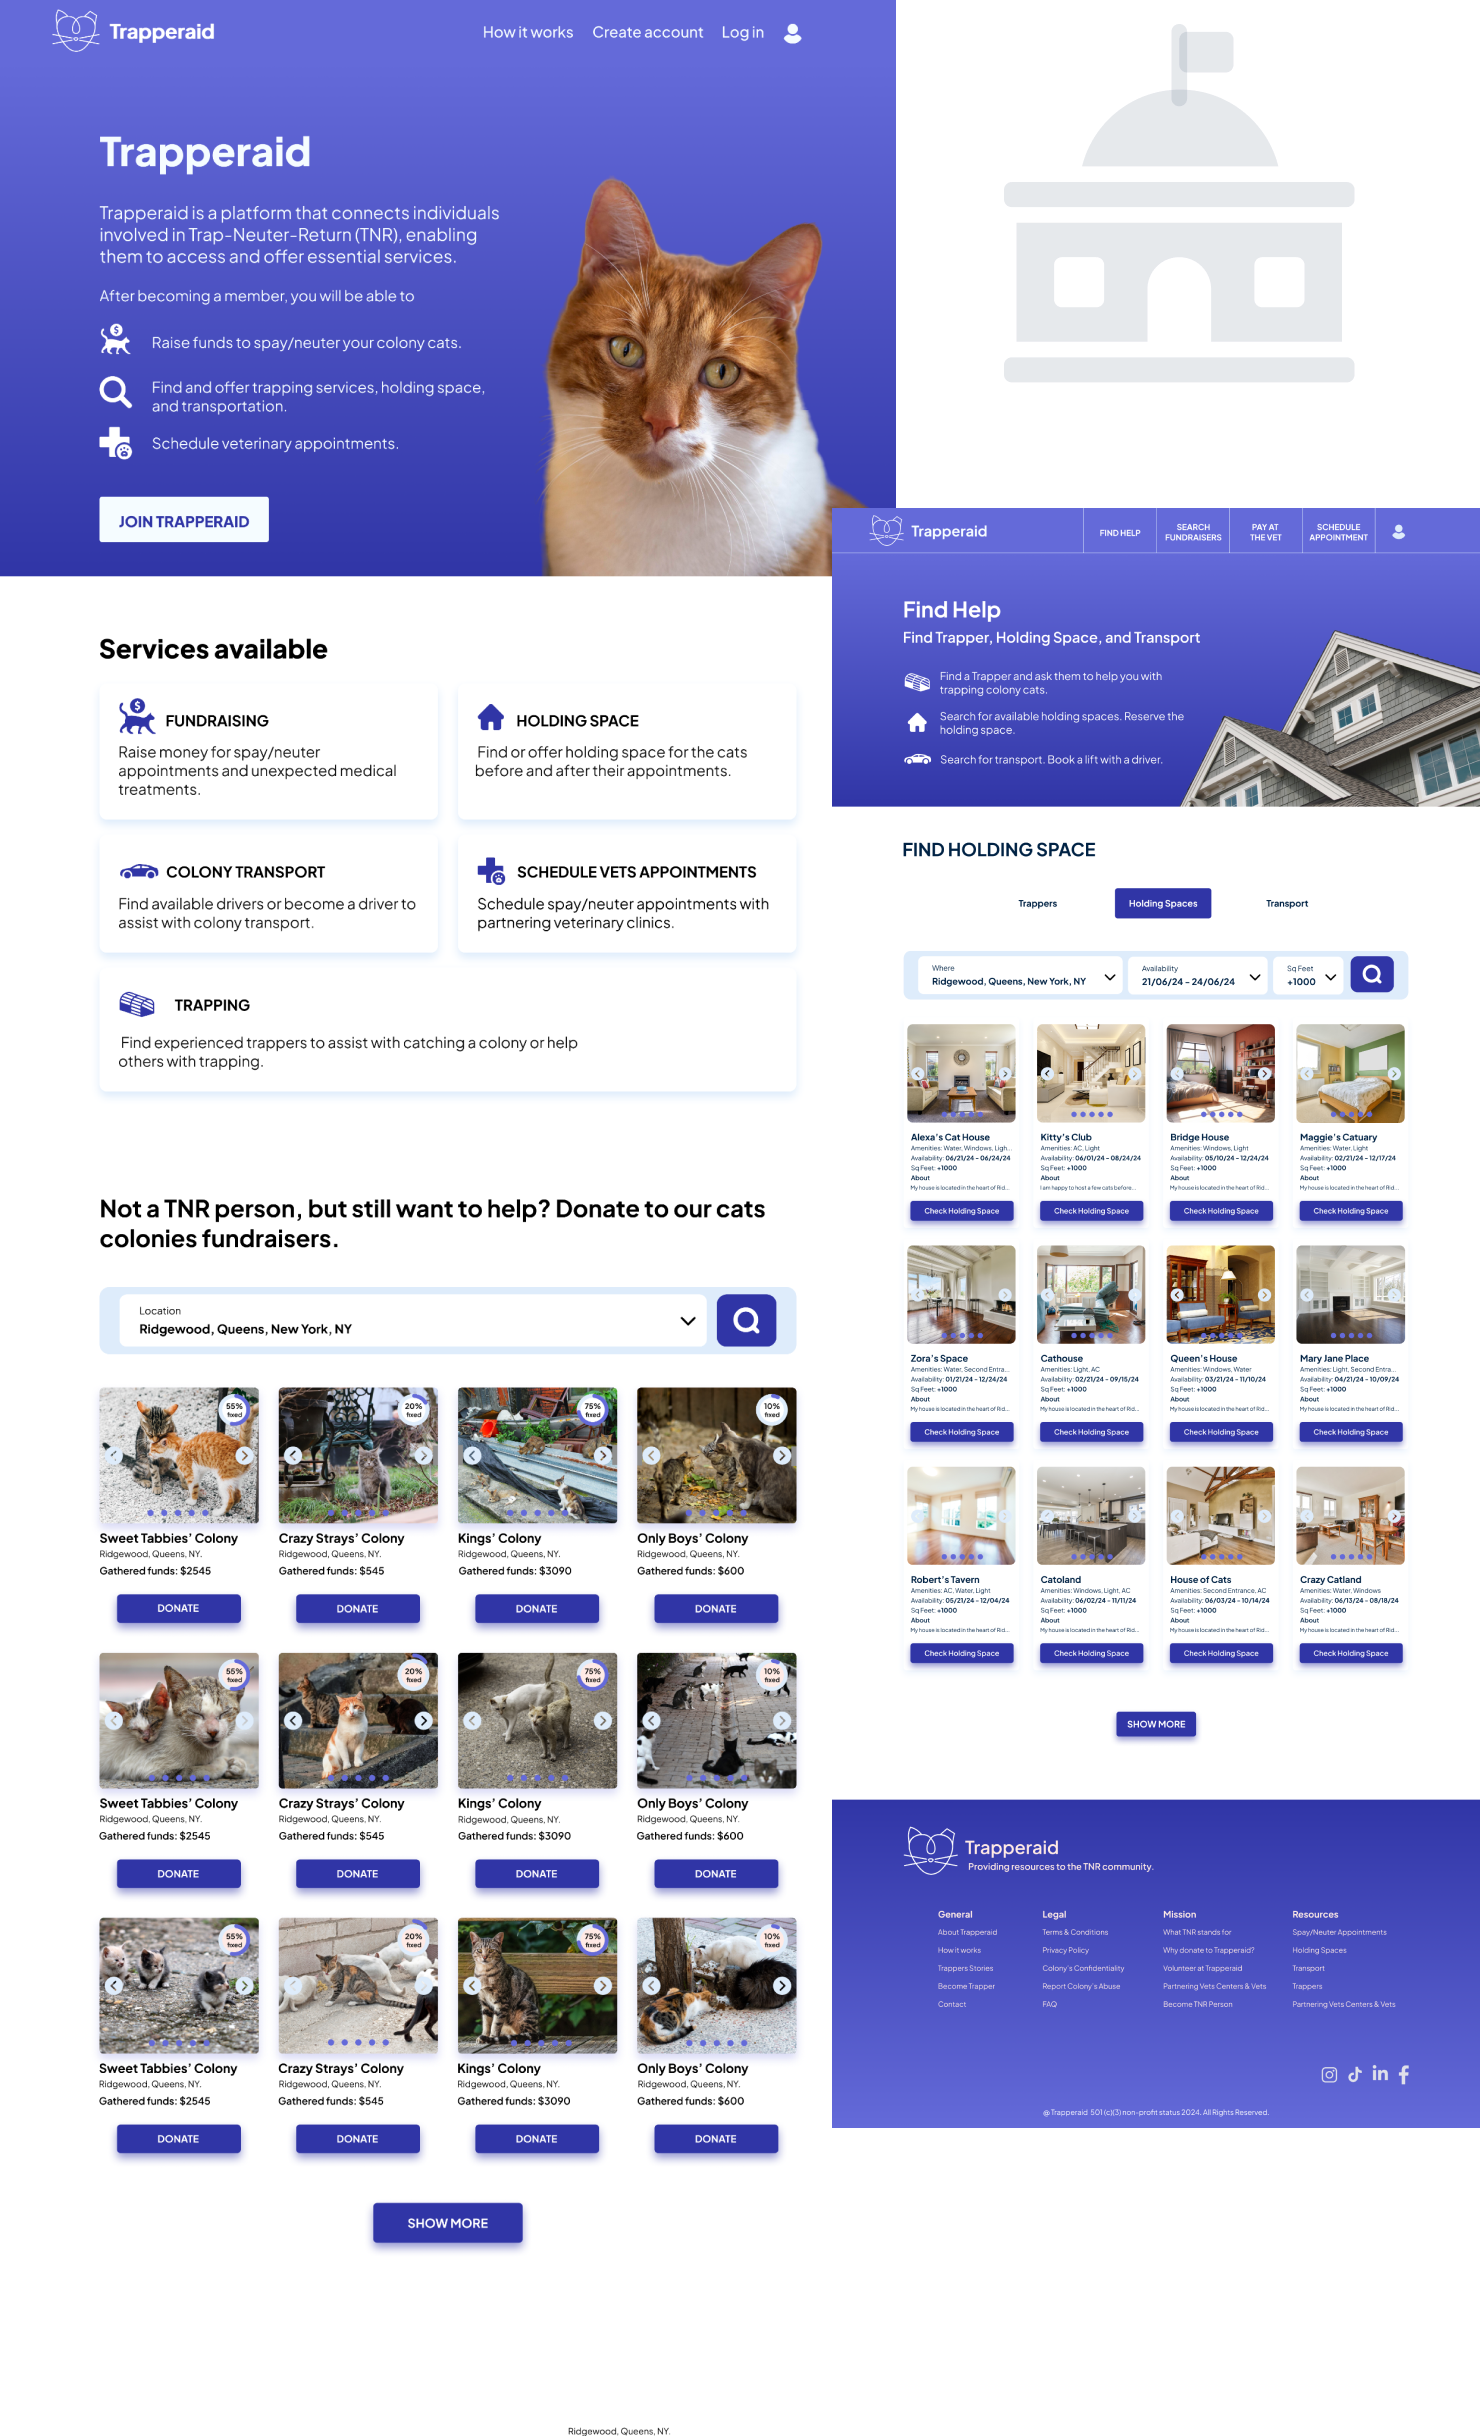 Trapperaid
How it works
Create account
Log in
Trapperaid
Trapperaid is a platform that connects individuals
involved in Trap-Neuter-Return (TNR), enabling
them to access and offer essential services.
After becoming a member, you will be able to
Raise funds to spay/neuter your colony cats.
Find and offer trapping services, holding space,
and transportation.
Schedule veterinary appointments.
JOIN TRAPPERAID
Services available
FUNDRAISING
Raise money for spay/neuter
appointments and unexpected medical
treatments.
HOLDING SPACE
Find or offer holding space for the cats
before and after their appointments.
COLONY TRANSPORT
Find available drivers or become a driver to
assist with colony transport.
SCHEDULE VETS APPOINTMENTS
Schedule spay/neuter appointments with
partnering veterinary clinics.
TRAPPING
Find experienced trappers to assist with catching a colony or help
others with trapping.
Not a TNR person, but still want to help? Donate to our cats
colonies fundraisers.
Location
Ridgewood, Queens, New York, NY
55%
fixed
20%
fixed
75%
fixed
10%
fixed
Sweet Tabbies’ Colony
Ridgewood, Queens, NY.
Gathered funds: $2545
DONATE
Crazy Strays’ Colony
Ridgewood, Queens, NY.
Gathered funds: $545
DONATE
Kings’ Colony
Ridgewood, Queens, NY.
Gathered funds: $3090
DONATE
Only Boys’ Colony
Ridgewood, Queens, NY.
Gathered funds: $600
DONATE
55%
fixed
20%
fixed
75%
fixed
10%
fixed
Sweet Tabbies’ Colony
Ridgewood, Queens, NY.
Gathered funds: $2545
DONATE
Crazy Strays’ Colony
Ridgewood, Queens, NY.
Gathered funds: $545
DONATE
Kings’ Colony
Ridgewood, Queens, NY.
Gathered funds: $3090
DONATE
Only Boys’ Colony
Ridgewood, Queens, NY.
Gathered funds: $600
DONATE
55%
fixed
20%
fixed
75%
fixed
10%
fixed
Sweet Tabbies’ Colony
Ridgewood, Queens, NY.
Gathered funds: $2545
DONATE
Crazy Strays’ Colony
Ridgewood, Queens, NY.
Gathered funds: $545
DONATE
Kings’ Colony
Ridgewood, Queens, NY.
Gathered funds: $3090
DONATE
Only Boys’ Colony
Ridgewood, Queens, NY.
Gathered funds: $600
DONATE
SHOW MORE
Ridgewood, Queens, NY.
Trapperaid
FIND HELP
SEARCH
FUNDRAISERS
PAY AT
THE VET
SCHEDULE
APPOINTMENT
Find Help
Find Trapper, Holding Space, and Transport
Find a Trapper and ask them to help you with
trapping colony cats.
Search for available holding spaces. Reserve the
holding space.
Search for transport. Book a lift with a driver.
FIND HOLDING SPACE
Trappers
Holding Spaces
Transport
Where
Ridgewood, Queens, New York, NY
Availability
21/06/24 - 24/06/24
Sq Feet
+1000
Alexa’s Cat House
Amenities: Water, Windows, Ligh...
Availability: 06/21/24 - 06/24/24
Sq Feet: +1000
About
My house is located in the heart of Rid...
Check Holding Space
Kitty’s Club
Amenities: AC, Light
Availability: 06/01/24 - 08/24/24
Sq Feet: +1000
About
I am happy to host a few cats before...
Check Holding Space
Bridge House
Amenities: Windows, Light
Availability: 05/10/24 - 12/24/24
Sq Feet: +1000
About
My house is located in the heart of Rid...
Check Holding Space
Maggie’s Catuary
Amenities: Water, Light
Availability: 02/21/24 - 12/17/24
Sq Feet: +1000
About
My house is located in the heart of Rid...
Check Holding Space
Zora’s Space
Amenities: Water, Second Entra...
Availability: 01/21/24 - 12/24/24
Sq Feet: +1000
About
My house is located in the heart of Rid...
Check Holding Space
Cathouse
Amenities: Light, AC
Availability: 02/21/24 - 09/15/24
Sq Feet: +1000
About
My house is located in the heart of Rid...
Check Holding Space
Queen’s House
Amenities: Windows, Water
Availability: 03/21/24 - 11/10/24
Sq Feet: +1000
About
My house is located in the heart of Rid...
Check Holding Space
Mary Jane Place
Amenities: Light, Second Entra...
Availability: 04/21/24 - 10/09/24
Sq Feet: +1000
About
My house is located in the heart of Rid...
Check Holding Space
Robert’s Tavern
Amenities: AC, Water, Light
Availability: 05/21/24 - 12/04/24
Sq Feet: +1000
About
My house is located in the heart of Rid...
Check Holding Space
Catoland
Amenities: Windows, Light, AC
Availability: 06/02/24 - 11/11/24
Sq Feet: +1000
About
My house is located in the heart of Rid...
Check Holding Space
House of Cats
Amenities: Second Entrance, AC
Availability: 06/03/24 - 10/14/24
Sq Feet: +1000
About
My house is located in the heart of Rid...
Check Holding Space
Crazy Catland
Amenities: Water, Windows
Availability: 06/13/24 - 08/18/24
Sq Feet: +1000
About
My house is located in the heart of Rid...
Check Holding Space
SHOW MORE
Trapperaid
Providing resources to the TNR community.
General
About Trapperaid
How it works
Trappers Stories
Become Trapper
Contact
Legal
Terms & Conditions
Privacy Policy
Colony’s Confidentiality
Report Colony’s Abuse
FAQ
Mission
What TNR stands for
Why donate to Trapperaid?
Volunteer at Trapperaid
Partnering Vets Centers & Vets
Become TNR Person
Resources
Spay/Neuter Appointments
Holding Spaces
Transport
Trappers
Partnering Vets Centers & Vets
@ Trapperaid 501 (c)(3) non-profit status 2024. All Rights Reserved.